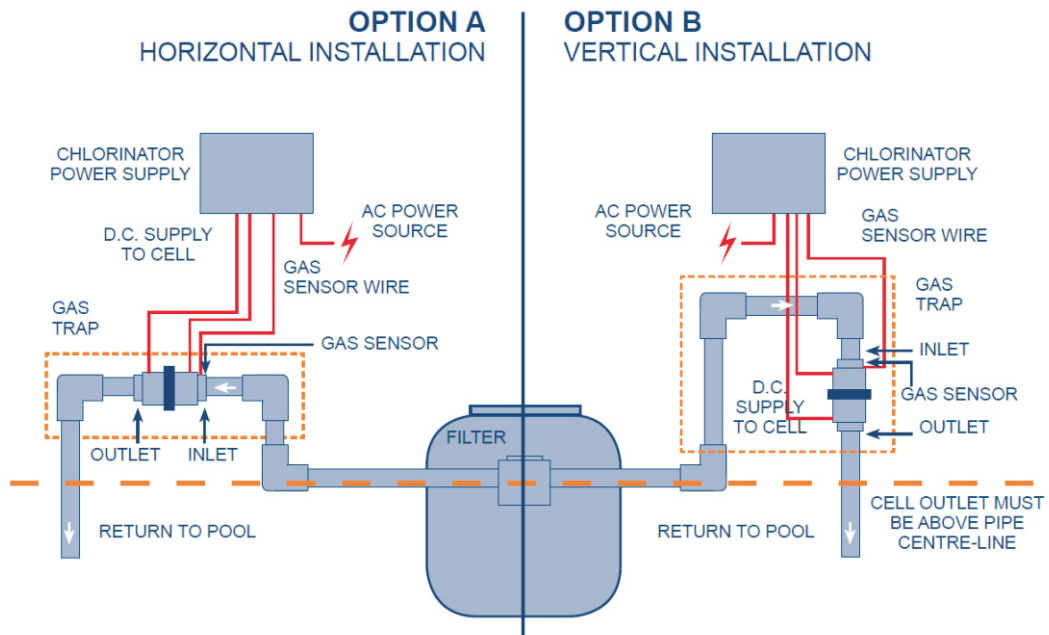 OPTION A
HORIZONTAL INSTALLATION
CHLORINATOR
POWER SUPPLY
D.C. SUPPLY
TO CELL
AC POWER
SOURCE
GAS
SENSOR WIRE
GAS
TRAP
GAS SENSOR
OUTLET
INLET
RETURN TO POOL
FILTER
OPTION B
VERTICAL INSTALLATION
CHLORINATOR
POWER SUPPLY
AC POWER
SOURCE
GAS
SENSOR WIRE
GAS
TRAP
INLET
GAS SENSOR
D.C.
SUPPLY
TO CELL
OUTLET
RETURN TO POOL
CELL OUTLET MUST
BE ABOVE PIPE
CENTRE-LINE